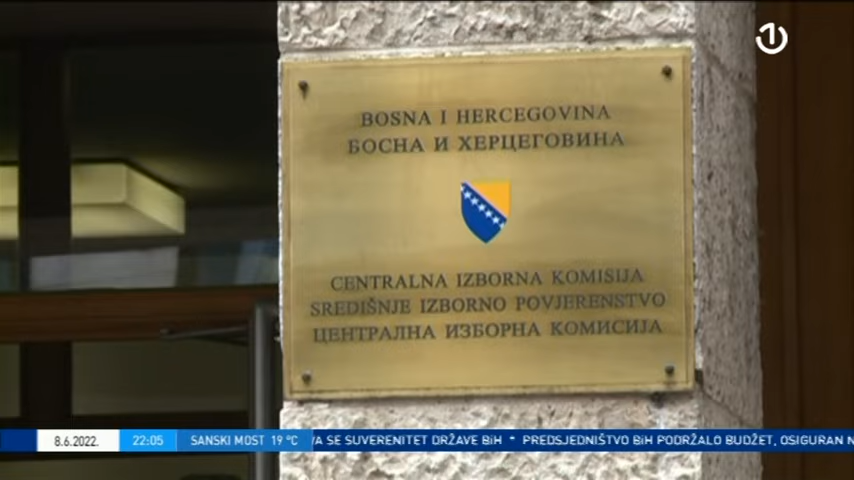 BOSNA I HERCEGOVINA
БОСНА И ХЕРЦЕГОВИНА
CENTRALNA IZBORNA KOMISIJA
SREDIŠNJE IZBORNO POVJERENSTVO
ЦЕНТРАЛНА ИЗБОРНА КОМИСИЈА
8.6.2022. 22:05 SANSKI MOST 19 °C VA SE SUVERENITET DRŽAVE BiH * PREDSJEDNIŠTVO BiH PODRŽALO BUDŽET, OSIGURAN N